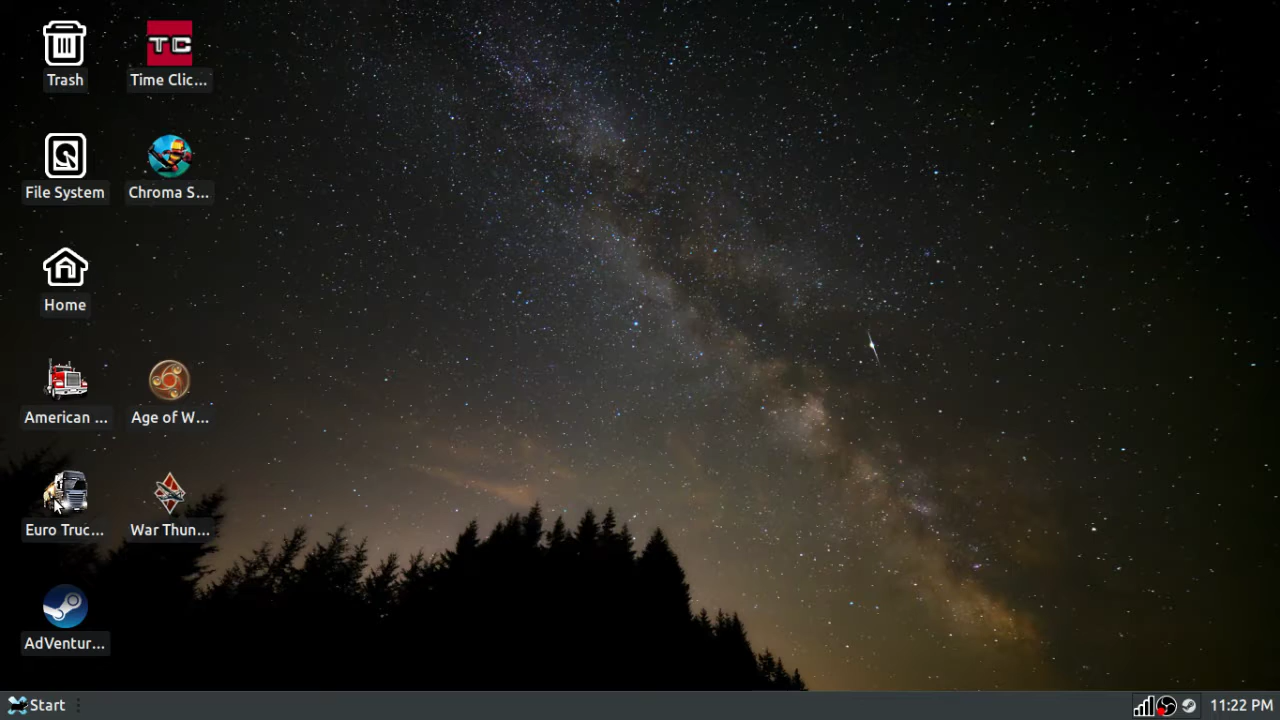 Trash
TC
Time Clic...
File System
Chroma S...
Home
American ...
Age of W...
Euro Truc...
War Thun...
AdVentur...
Start
11:22 PM